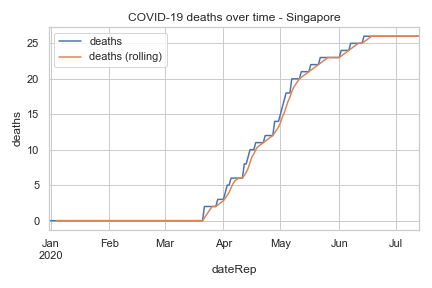 COVID-19 deaths over time - Singapore
deaths
deaths (rolling)
25
20
15
10
5
0
deaths
Jan Feb Mar Apr May Jun Jul
2020
dateRep